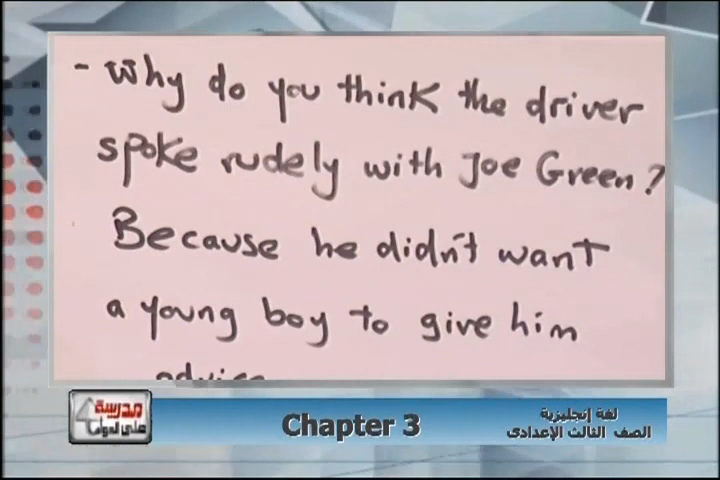 - Why do you think the driver
spoke rudely with Joe Green?
Because he didn't want
a young boy to give him
advice
مدرسة
على الهواء
Chapter 3
لغة إنجليزية
الصف الثالث الإعدادى